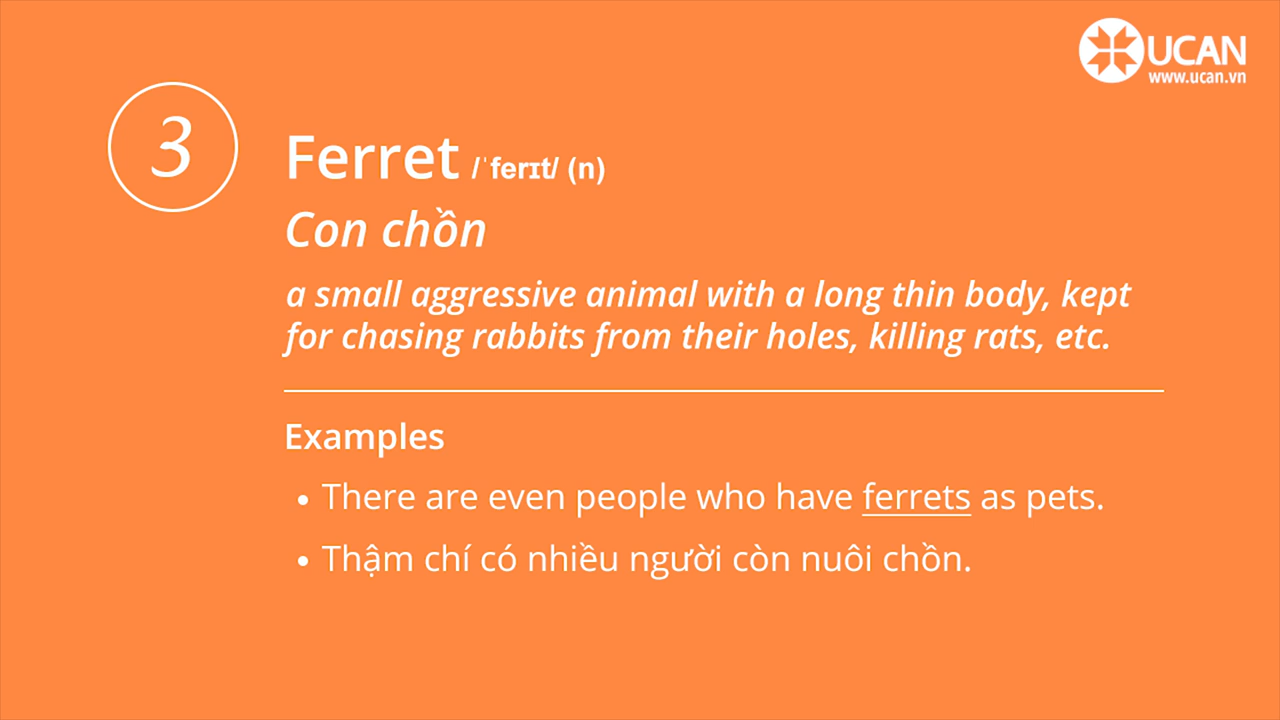 UCAN
www.ucan.vn
3
Ferret /ˈferɪt/ (n)
Con chồn
a small aggressive animal with a long thin body, kept
for chasing rabbits from their holes, killing rats, etc.
Examples
• There are even people who have ferrets as pets.
• Thậm chí có nhiều người còn nuôi chồn.